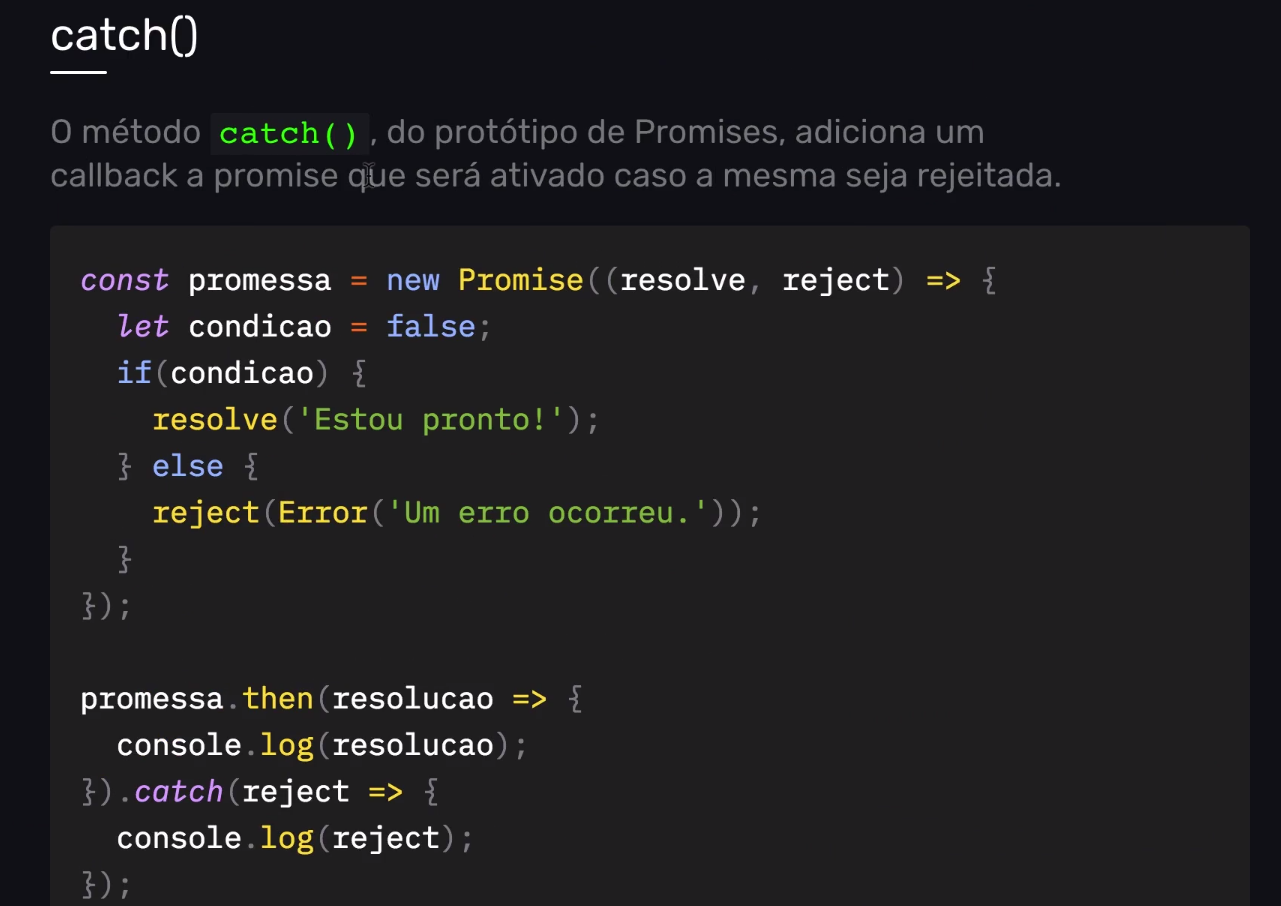 catch()
O método catch(), do protótipo de Promises, adiciona um
callback a promise que será ativado caso a mesma seja rejeitada.
const promessa = new Promise((resolve, reject) => {
  let condicao = false;
  if(condicao) {
    resolve('Estou pronto!');
  } else {
    reject(Error('Um erro ocorreu.'));
  }
});
promessa.then(resolucao => {
  console.log(resolucao);
}).catch(reject => {
  console.log(reject);
});